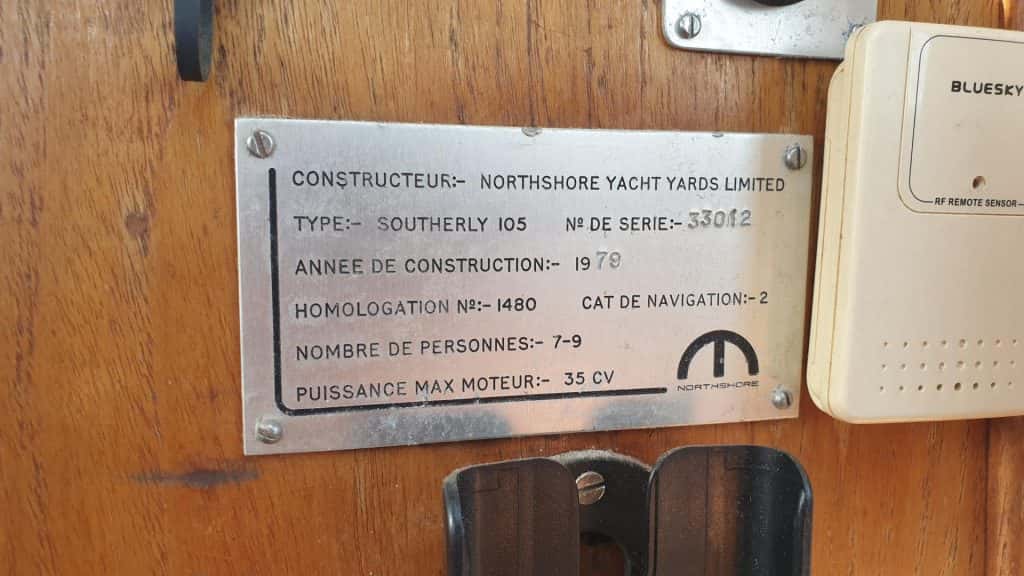 CONSTRUCTEUR:- NORTHSHORE YACHT YARDS LIMITED
TYPE:- SOUTHERLY 105 Nº DE SERIE:- 33012
ANNEE DE CONSTRUCTION:- 1979
HOMOLOGATION Nº:- 1480 CAT DE NAVIGATION:- 2
NOMBRE DE PERSONNES:- 7-9
PUISSANCE MAX MOTEUR:- 35 CV
NORTHSHORE
BLUESKY
RF REMOTE SENSOR